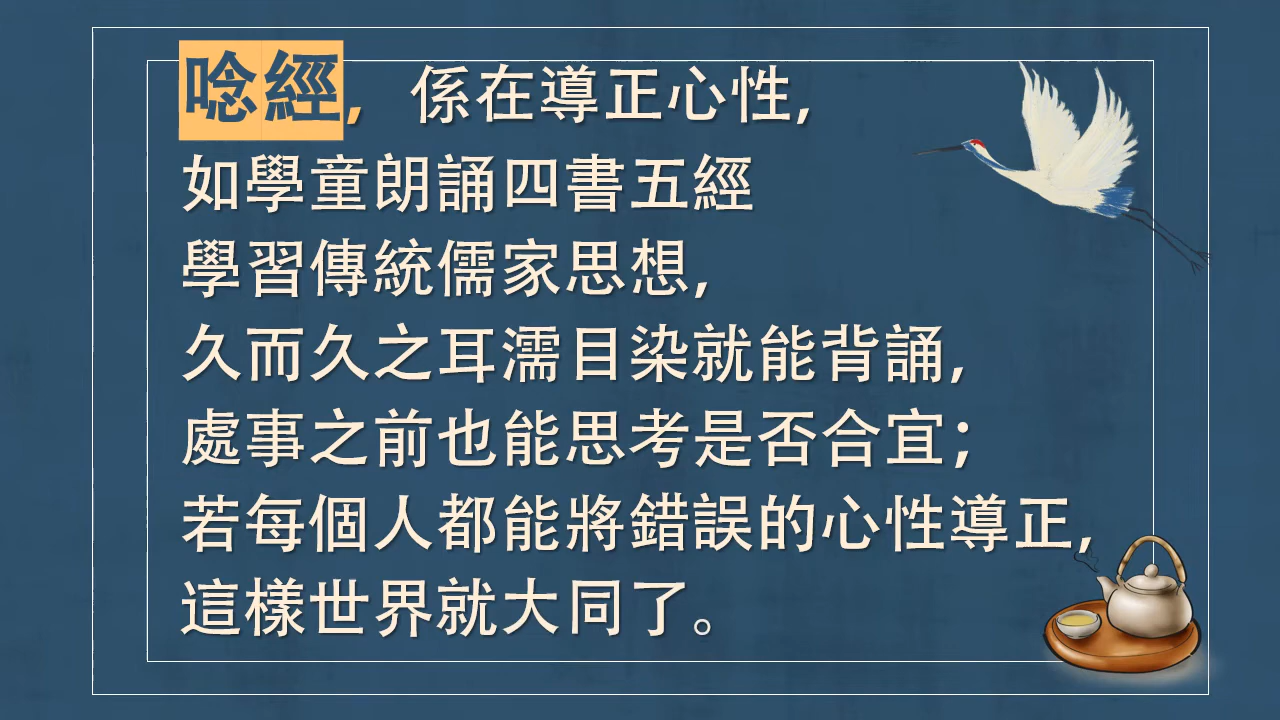 唸經，係在導正心性，
如學童朗誦四書五經
學習傳統儒家思想，
久而久之耳濡目染就能背誦，
處事之前也能思考是否合宜；
若每個人都能將錯誤的心性導正，
這樣世界就大同了。